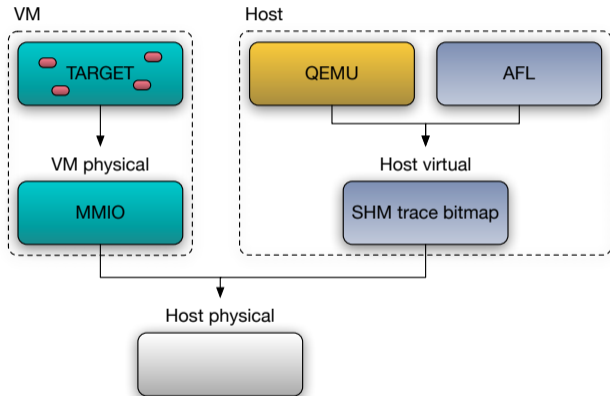 VM
Host
TARGET
QEMU
AFL
VM physical
Host virtual
MMIO
SHM trace bitmap
Host physical